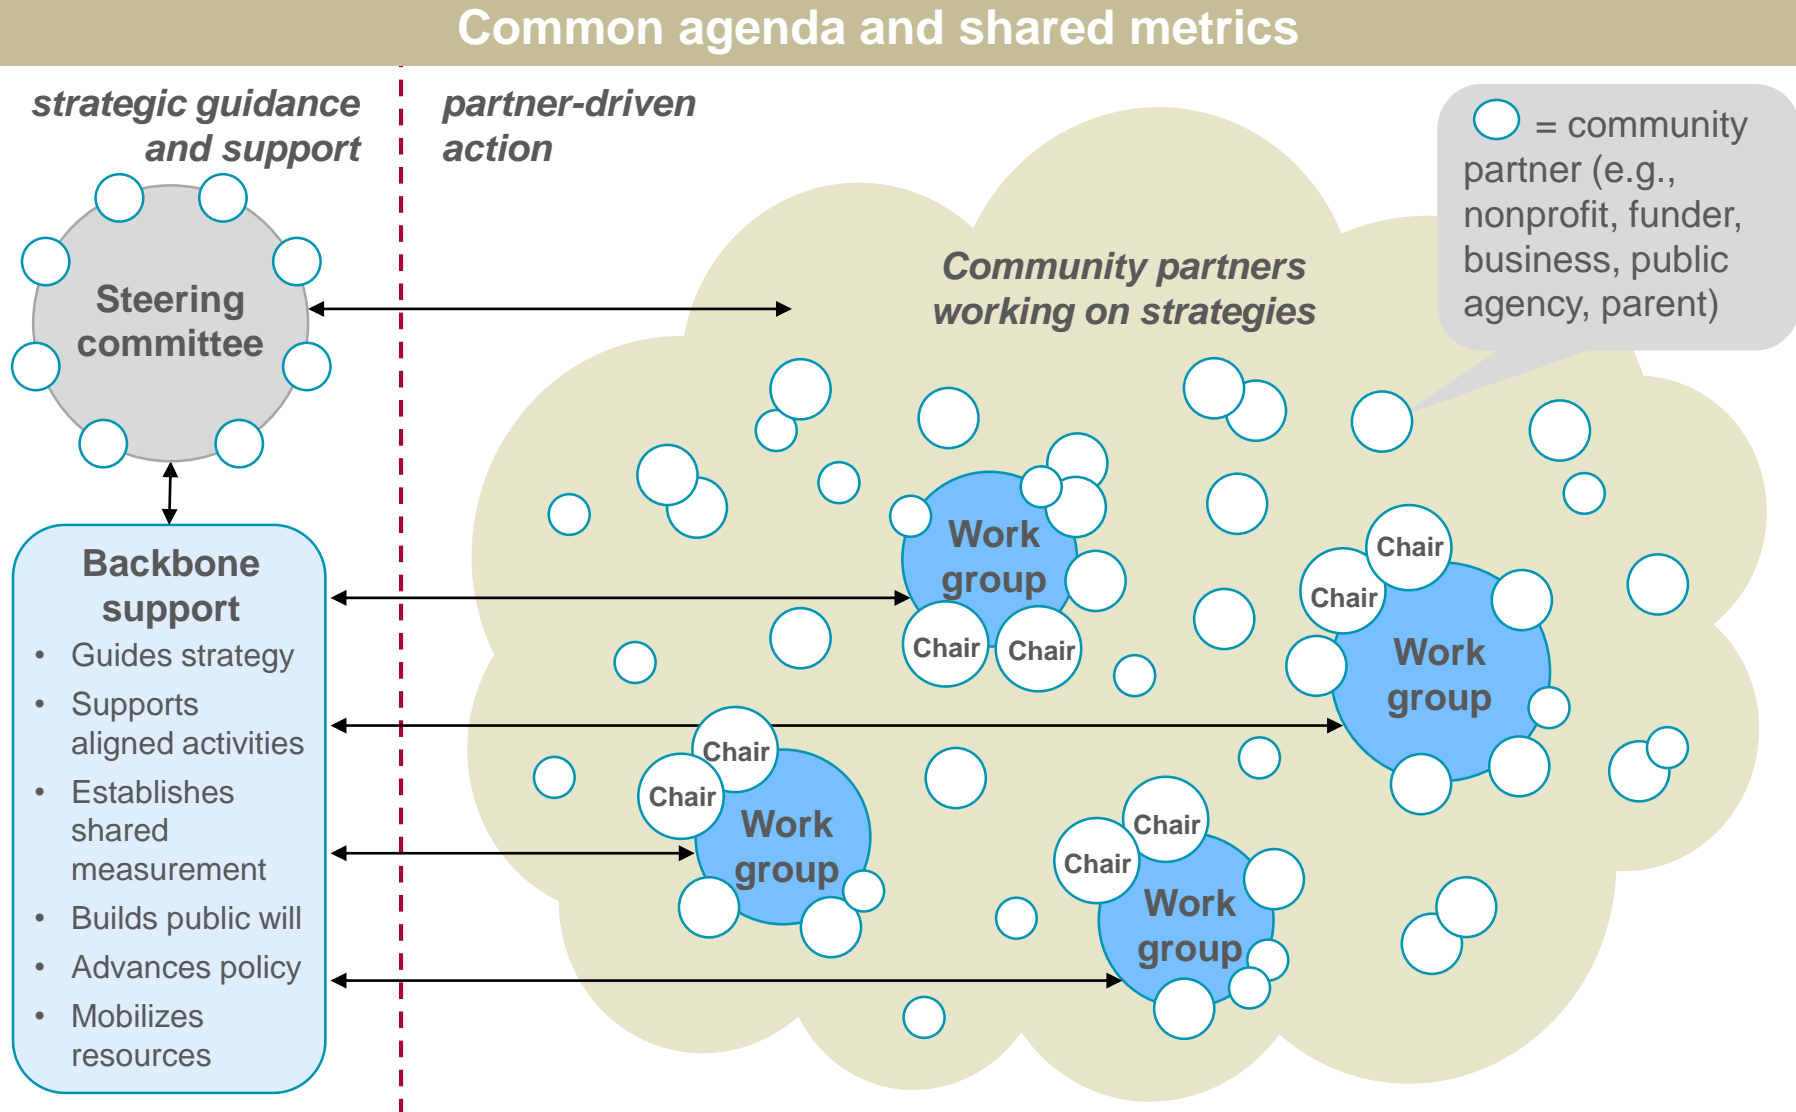 Common agenda and shared metrics
strategic guidance
and support
partner-driven
action
= community
partner (e.g.,
nonprofit, funder,
business, public
agency, parent)
Steering
committee
Community partners
working on strategies
Backbone
support
• Guides strategy
• Supports
aligned activities
• Establishes
shared
measurement
• Builds public will
• Advances policy
• Mobilizes
resources
Work
group
Chair
Chair
Chair
Chair
Work
group
Chair
Chair
Work
group
Chair
Chair
Work
group